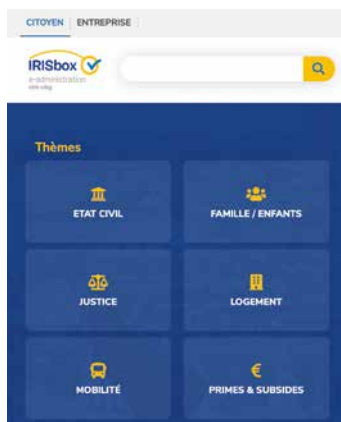 CITOYEN ENTREPRISE
IRISbox
e-administration
Thèmes
ETAT CIVIL
FAMILLE / ENFANTS
JUSTICE
LOGEMENT
MOBILITÉ
PRIMES & SUBSIDES